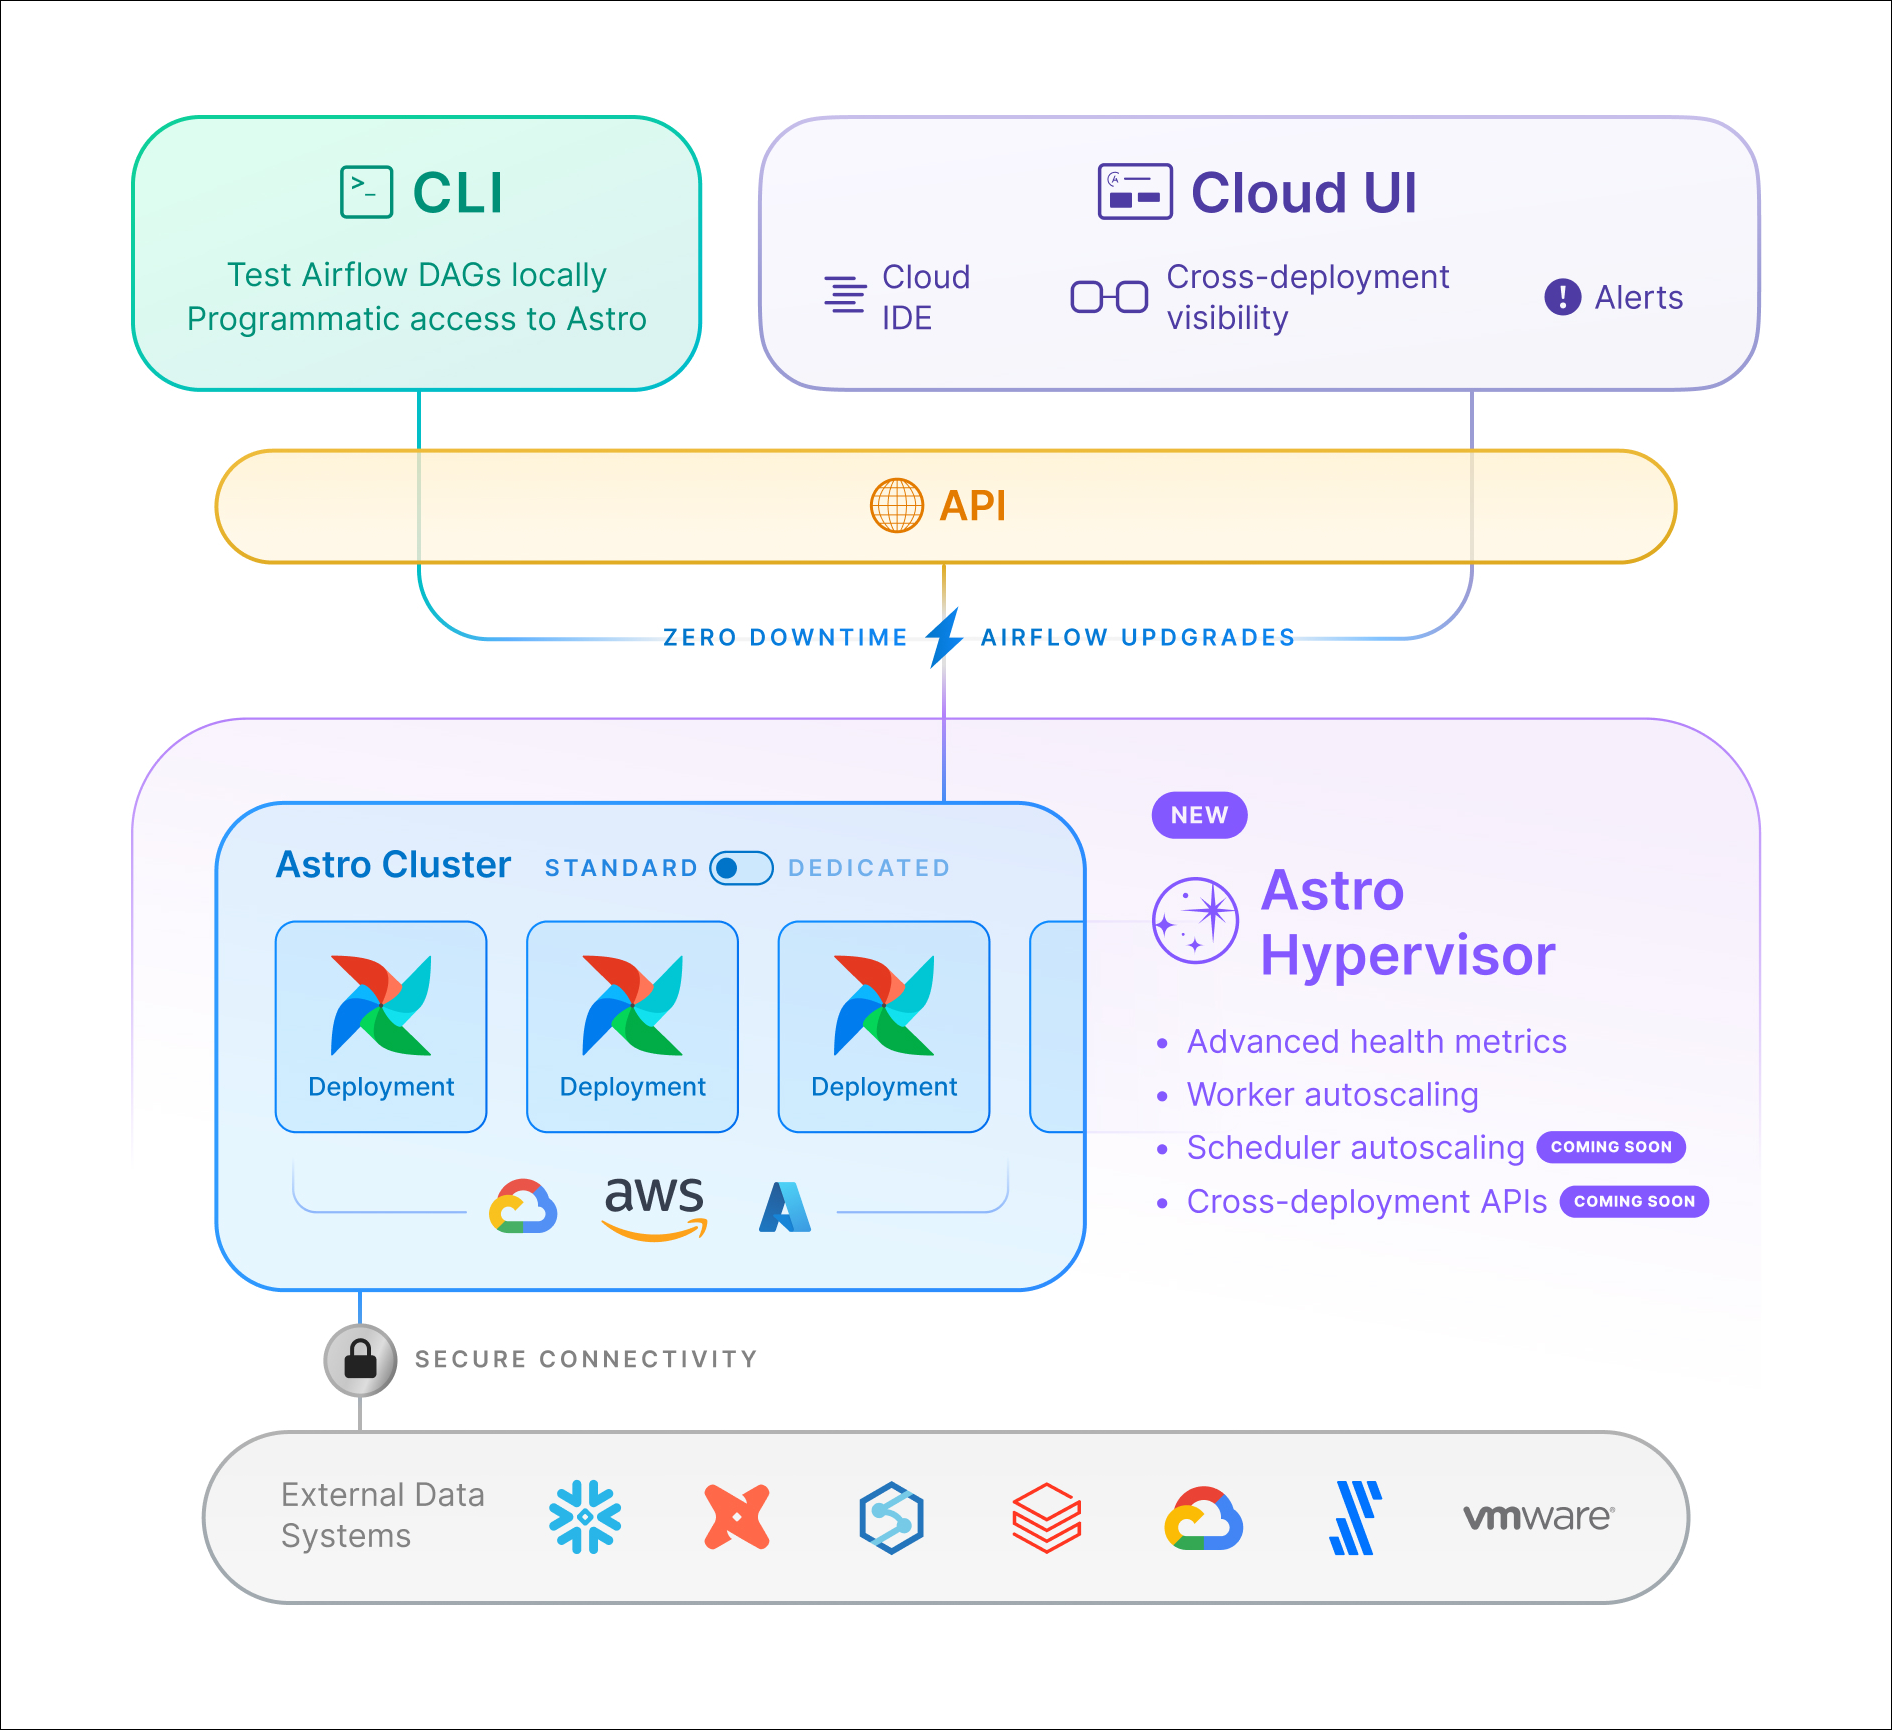 >_ CLI
Test Airflow DAGs locally
Programmatic access to Astro
Cloud UI
Cloud
IDE
Cross-deployment
visibility
! Alerts
API
ZERO DOWNTIME
AIRFLOW UPDGRADES
Astro Cluster
STANDARD
DEDICATED
Deployment
Deployment
Deployment
aws
NEW
Astro
Hypervisor
• Advanced health metrics
• Worker autoscaling
• Scheduler autoscaling COMING SOON
• Cross-deployment APIs COMING SOON
SECURE CONNECTIVITY
External Data
Systems
vmware®